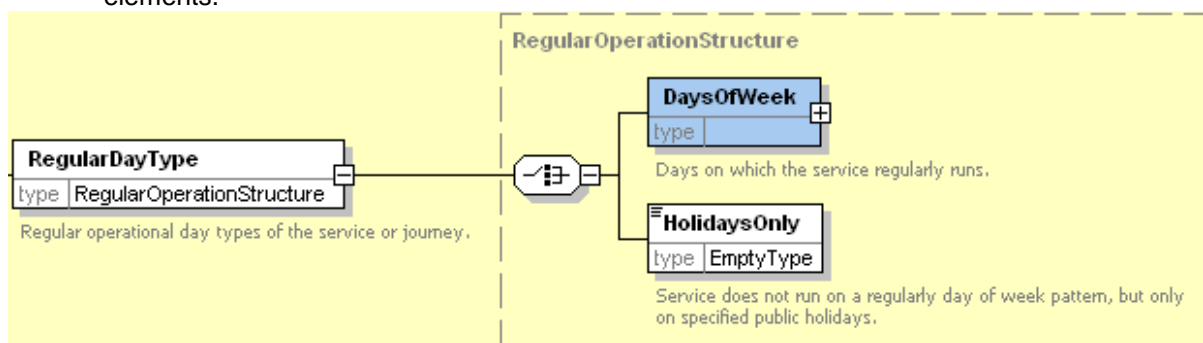 elements.
RegularOperationStructure
DaysOfWeek
type
Days on which the service regularly runs.
RegularDayType
type RegularOperationStructure
Regular operational day types of the service or journey.
HolidaysOnly
type EmptyType
Service does not run on a regularly day of week pattern, but only
on specified public holidays.